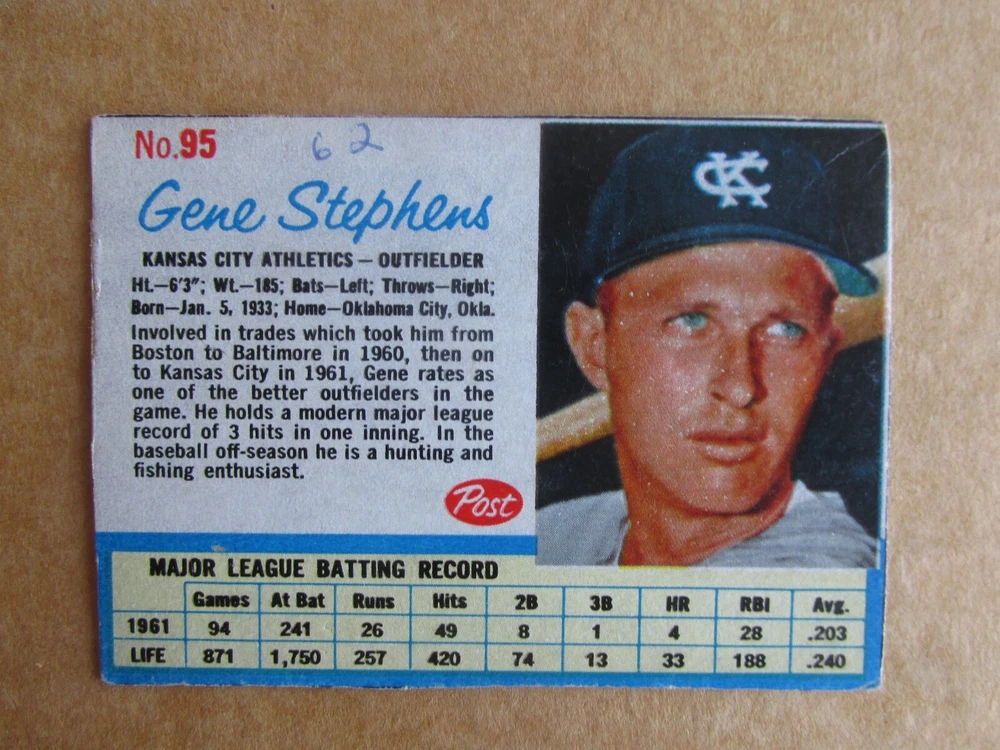 No.95
62
Gene Stephens
KANSAS CITY ATHLETICS — OUTFIELDER
Ht.—6'3"; Wt.—185; Bats—Left; Throws—Right;
Born—Jan. 5, 1933; Home—Oklahoma City, Okla.
Involved in trades which took him from
Boston to Baltimore in 1960, then on
to Kansas City in 1961, Gene rates as
one of the better outfielders in the
game. He holds a modern major league
record of 3 hits in one inning. In the
baseball off-season he is a hunting and
fishing enthusiast.
Post
KC
MAJOR LEAGUE BATTING RECORD
Games At Bat Runs Hits 2B 3B HR RBI Avg.
1961 94 241 26 49 8 1 4 28 .203
LIFE 871 1,750 257 420 74 13 33 188 .240